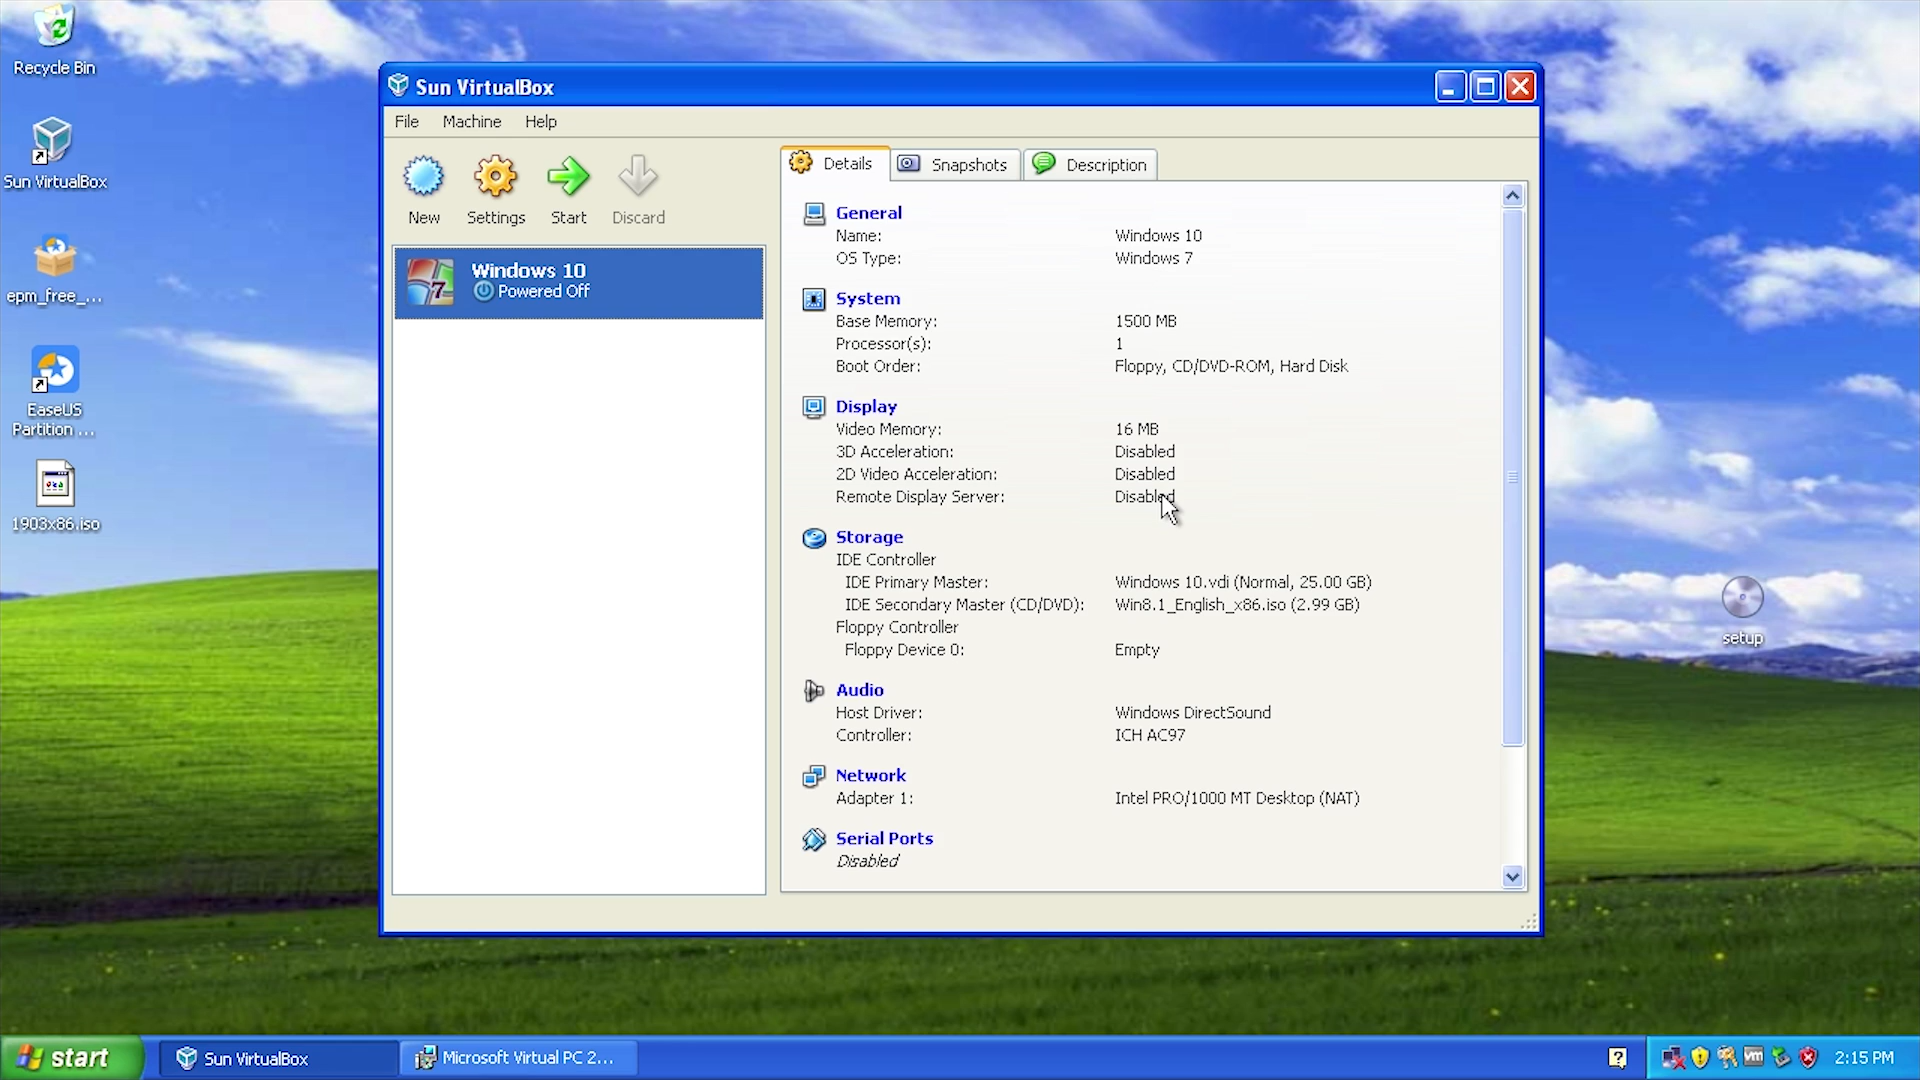 Recycle Bin
Sun VirtualBox
epm_free_...
EaseUS
Partition ...
1903x86.iso
Sun VirtualBox
File Machine Help
New Settings Start Discard
Windows 10
Powered Off
Details Snapshots Description
General
Name: Windows 10
OS Type: Windows 7
System
Base Memory: 1500 MB
Processor(s): 1
Boot Order: Floppy, CD/DVD-ROM, Hard Disk
Display
Video Memory: 16 MB
3D Acceleration: Disabled
2D Video Acceleration: Disabled
Remote Display Server: Disabled
Storage
IDE Controller
IDE Primary Master: Windows 10.vdi (Normal, 25.00 GB)
IDE Secondary Master (CD/DVD): Win8.1_English_x86.iso (2.99 GB)
Floppy Controller
Floppy Device 0: Empty
Audio
Host Driver: Windows DirectSound
Controller: ICH AC97
Network
Adapter 1: Intel PRO/1000 MT Desktop (NAT)
Serial Ports
Disabled
setup
start
Sun VirtualBox
Microsoft Virtual PC 2...
?
vm
2:15 PM
7